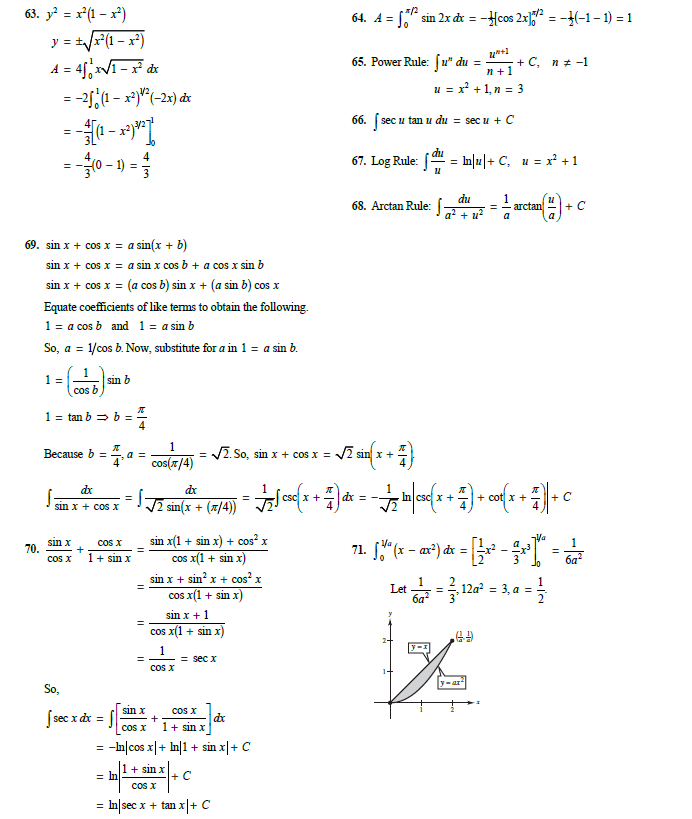 63. y² = x²(1 − x²)
y = ±√(x²(1 − x²))
A = 4∫₀¹ x√(1 − x²) dx
= −2∫₀¹ (1 − x²)^(1/2) (−2x) dx
= −4/3[(1 − x²)^(3/2)]₀¹
= −4/3(0 − 1) = 4/3
64. A = ∫₀^(π/2) sin 2x dx = −1/2[cos 2x]₀^(π/2) = −1/2(−1 − 1) = 1
65. Power Rule: ∫uⁿ du = uⁿ⁺¹/(n + 1) + C, n ≠ −1
u = x² + 1, n = 3
66. ∫sec u tan u du = sec u + C
67. Log Rule: ∫du/u = ln|u| + C, u = x² + 1
68. Arctan Rule: ∫du/(a² + u²) = 1/a arctan(u/a) + C
69. sin x + cos x = a sin(x + b)
sin x + cos x = a sin x cos b + a cos x sin b
sin x + cos x = (a cos b) sin x + (a sin b) cos x
Equate coefficients of like terms to obtain the following.
1 = a cos b and 1 = a sin b
So, a = 1/cos b. Now, substitute for a in 1 = a sin b.
1 = (1/cos b) sin b
1 = tan b ⇒ b = π/4
Because b = π/4, a = 1/cos(π/4) = √2. So, sin x + cos x = √2 sin(x + π/4).
∫dx/(sin x + cos x) = ∫dx/(√2 sin(x + (π/4))) = 1/√2 ∫csc(x + π/4) dx = −1/√2 ln|csc(x + π/4) + cot(x + π/4)| + C
70. sin x/cos x + cos x/(1 + sin x) = (sin x(1 + sin x) + cos² x)/(cos x(1 + sin x))
= (sin x + sin² x + cos² x)/(cos x(1 + sin x))
= (sin x + 1)/(cos x(1 + sin x))
= 1/cos x = sec x
So,
∫sec x dx = ∫[sin x/cos x + cos x/(1 + sin x)] dx
= −ln|cos x| + ln|1 + sin x| + C
= ln|(1 + sin x)/cos x| + C
= ln|sec x + tan x| + C
71. ∫₀^(1/a) (x − ax²) dx = [1/2 x² − a/3 x³]₀^(1/a) = 1/(6a²)
Let 1/(6a²) = 2/3, 12a² = 3, a = 1/2.
y
2
(1/a, 1/a)
y = x
1
y = ax²
x
1 2